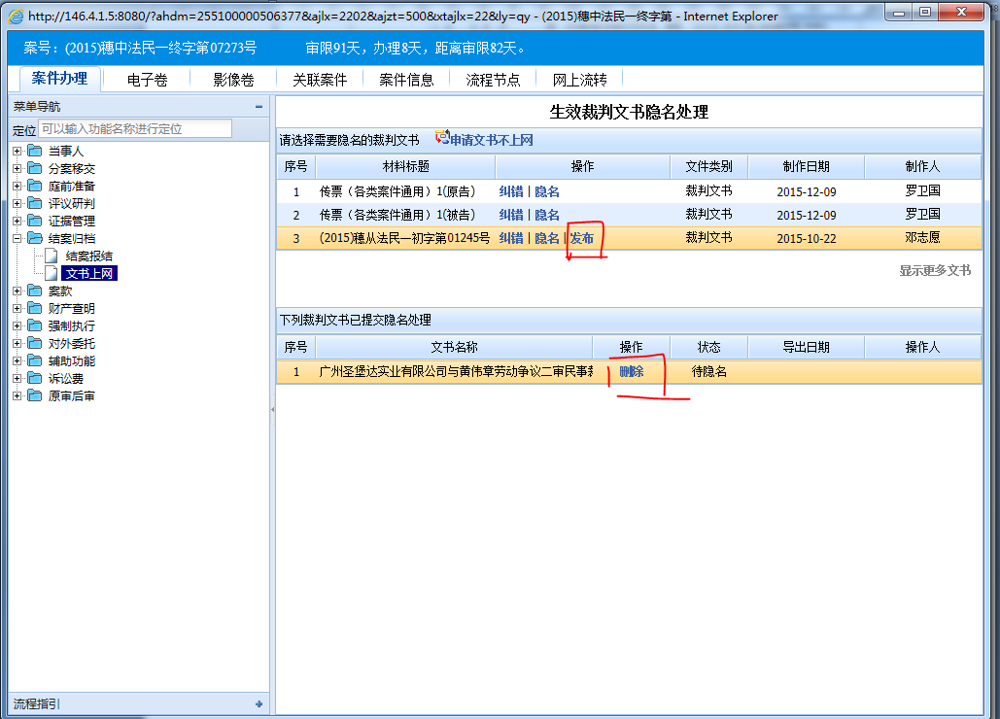 http://146.4.1.5:8080/?ahdm=255100000506377&ajlx=2202&ajzt=500&xtajlx=22&ly=qy - (2015)穗中法民一终字第 - Internet Explorer
案号：(2015)穗中法民一终字第07273号 审限91天，办理8天，距离审限82天。
案件办理 电子卷 影像卷 关联案件 案件信息 流程节点 网上流转
菜单导航
定位 可以输入功能名称进行定位
当事人
分案移交
庭前准备
评议研判
证据管理
结案归档
结案报结
文书上网
案款
财产查明
强制执行
对外委托
辅助功能
诉讼费
原审后审
流程指引
生效裁判文书隐名处理
请选择需要隐名的裁判文书 申请文书不上网
序号 材料标题 操作 文件类别 制作日期 制作人
1 传票（各类案件通用）1(原告) 纠错 | 隐名 裁判文书 2015-12-09 罗卫国
2 传票（各类案件通用）1(被告) 纠错 | 隐名 裁判文书 2015-12-09 罗卫国
3 (2015)穗从法民一初字第01245号 纠错 | 隐名 | 发布 裁判文书 2015-10-22 邓志愿
显示更多文书
下列裁判文书已提交隐名处理
序号 文书名称 操作 状态 导出日期 操作人
1 广州圣堡达实业有限公司与黄伟章劳动争议二审民事 删除 待隐名